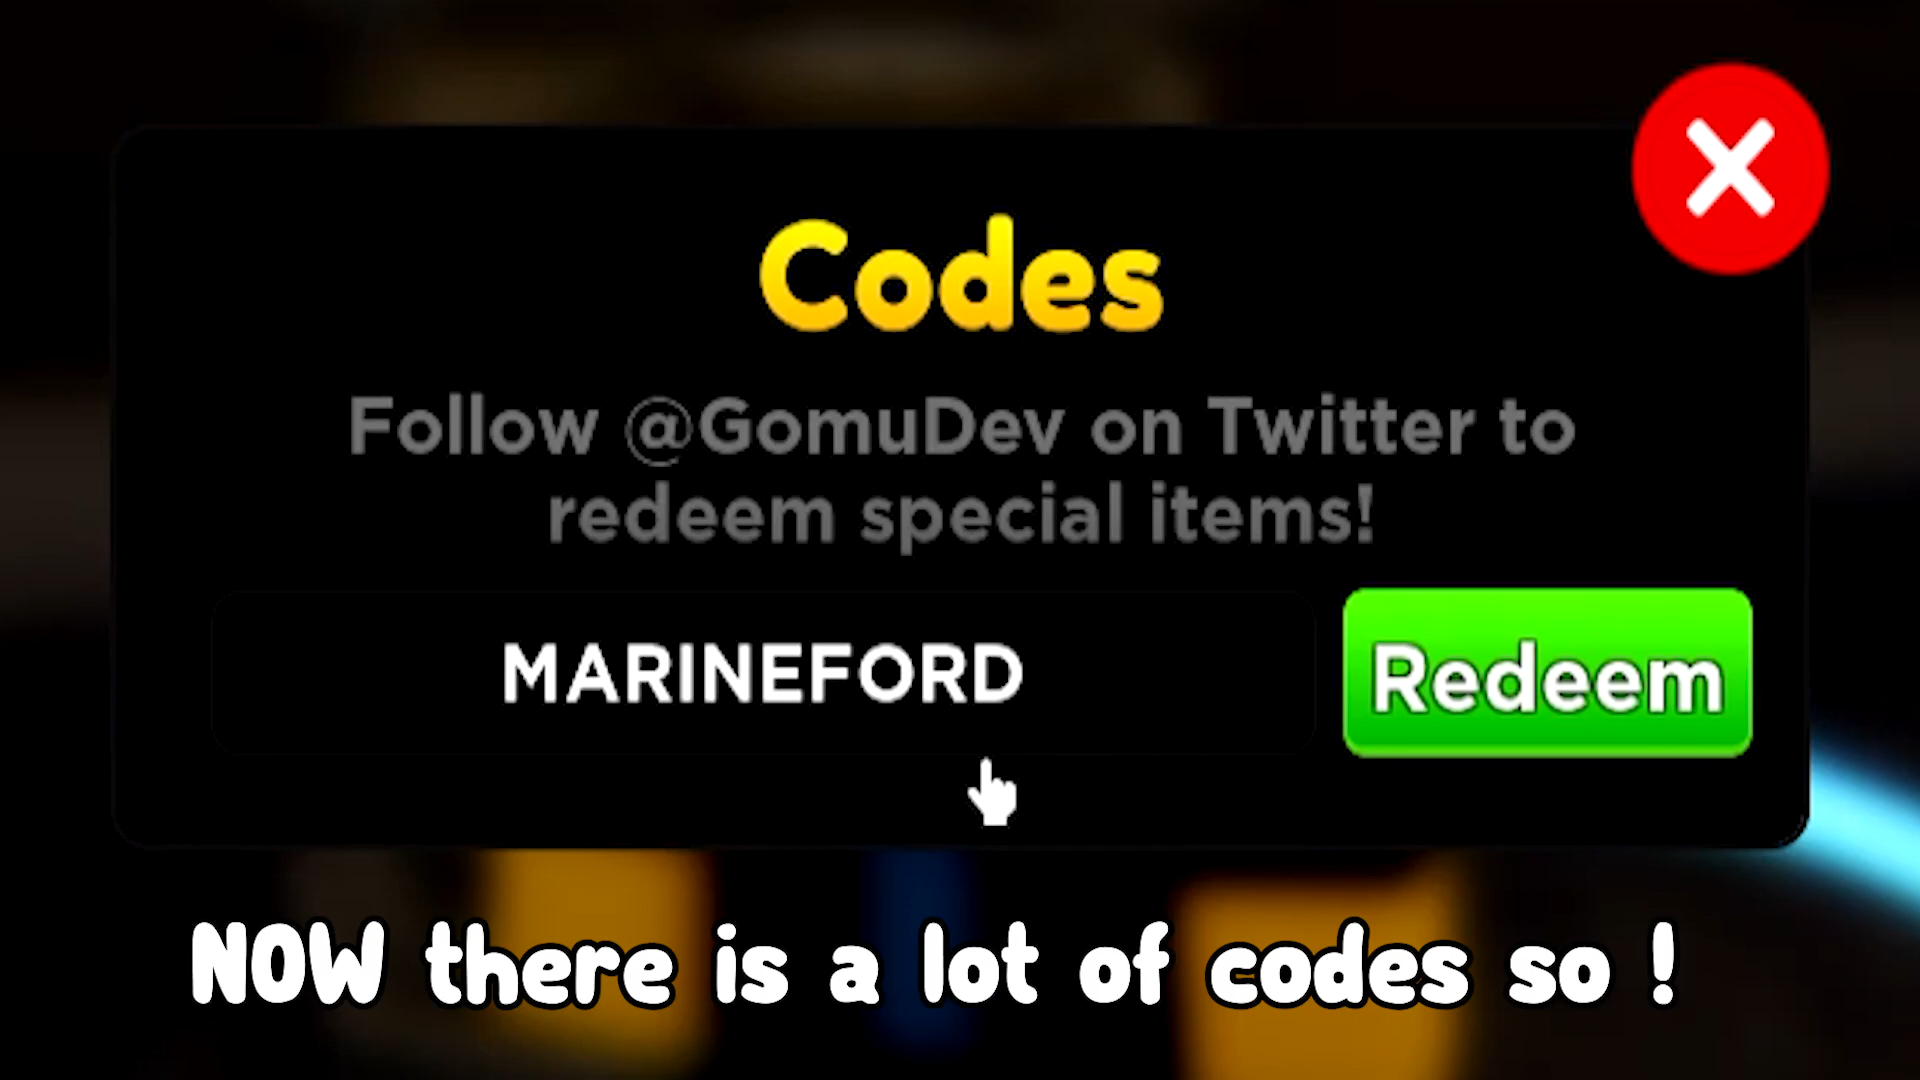 Codes
Follow @GomuDev on Twitter to
redeem special items!
MARINEFORD
Redeem
NOW there is a lot of codes so !